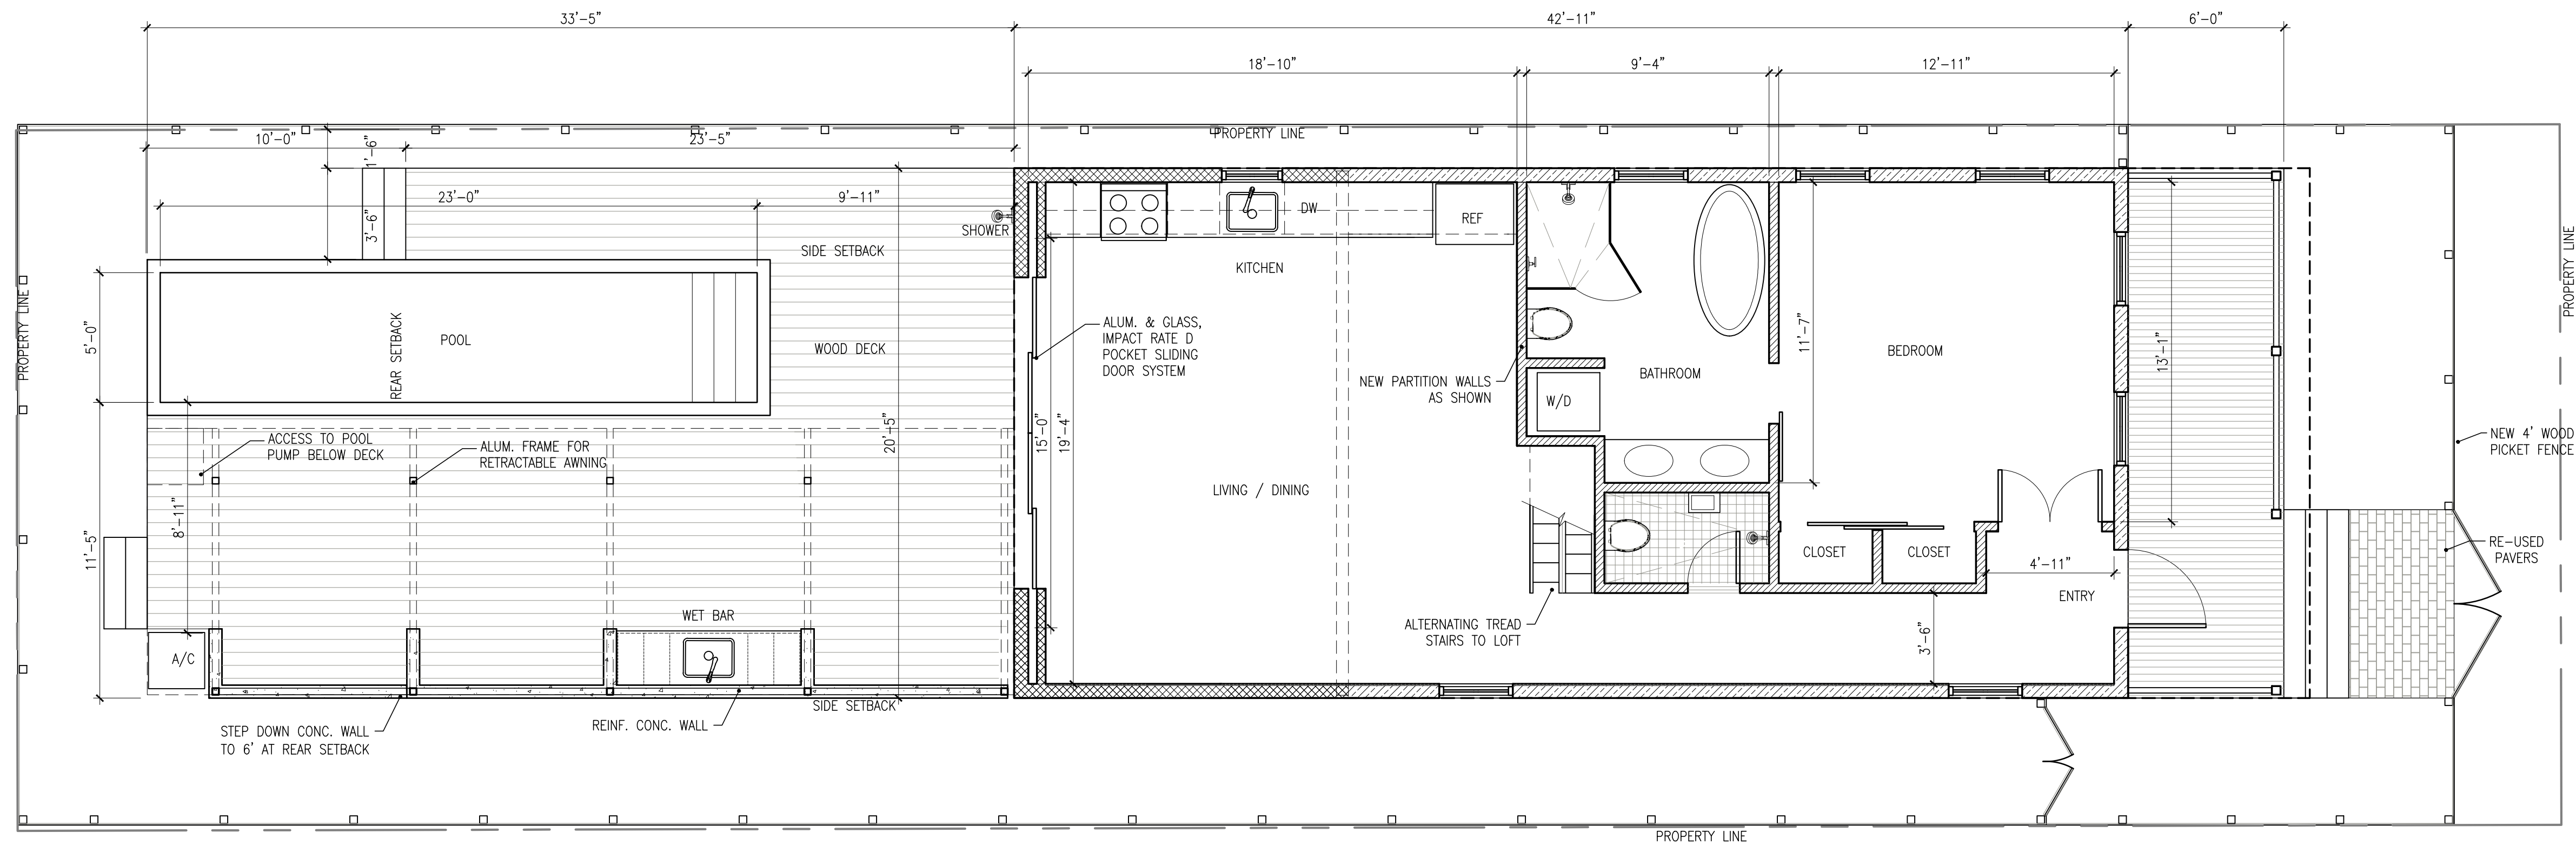 33'-5"
42'-11"
6'-0"
18'-10"
9'-4"
12'-11"
10'-0"
1'-6"
23'-5"
PROPERTY LINE
23'-0"
9'-11"
3'-6"
SHOWER
SIDE SETBACK
DW
REF
KITCHEN
PROPERTY LINE
PROPERTY LINE
5'-0"
REAR SETBACK
POOL
WOOD DECK
ALUM. & GLASS,
IMPACT RATE D
POCKET SLIDING
DOOR SYSTEM
NEW PARTITION WALLS
AS SHOWN
W/D
BATHROOM
11'-7"
BEDROOM
13'-1"
ACCESS TO POOL
PUMP BELOW DECK
ALUM. FRAME FOR
RETRACTABLE AWNING
20'-5"
15'-0"
19'-4"
LIVING / DINING
NEW 4' WOOD
PICKET FENCE
8'-11"
11'-5"
CLOSET
CLOSET
4'-11"
ENTRY
RE-USED
PAVERS
WET BAR
A/C
ALTERNATING TREAD
STAIRS TO LOFT
3'-6"
SIDE SETBACK
STEP DOWN CONC. WALL
TO 6' AT REAR SETBACK
REINF. CONC. WALL
PROPERTY LINE